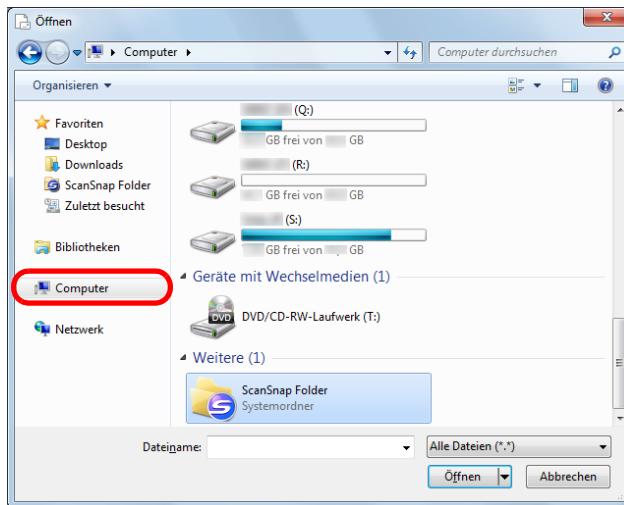 Öffnen
Computer
Computer durchsuchen
Organisieren
Favoriten
Desktop
Downloads
ScanSnap Folder
Zuletzt besucht
Bibliotheken
Computer
Netzwerk
(Q:)
GB frei von GB
(R:)
GB frei von GB
(S:)
GB frei von GB
Geräte mit Wechselmedien (1)
DVD
DVD/CD-RW-Laufwerk (T:)
Weitere (1)
ScanSnap Folder
Systemordner
Dateiname:
Alle Dateien (*.*)
Öffnen
Abbrechen